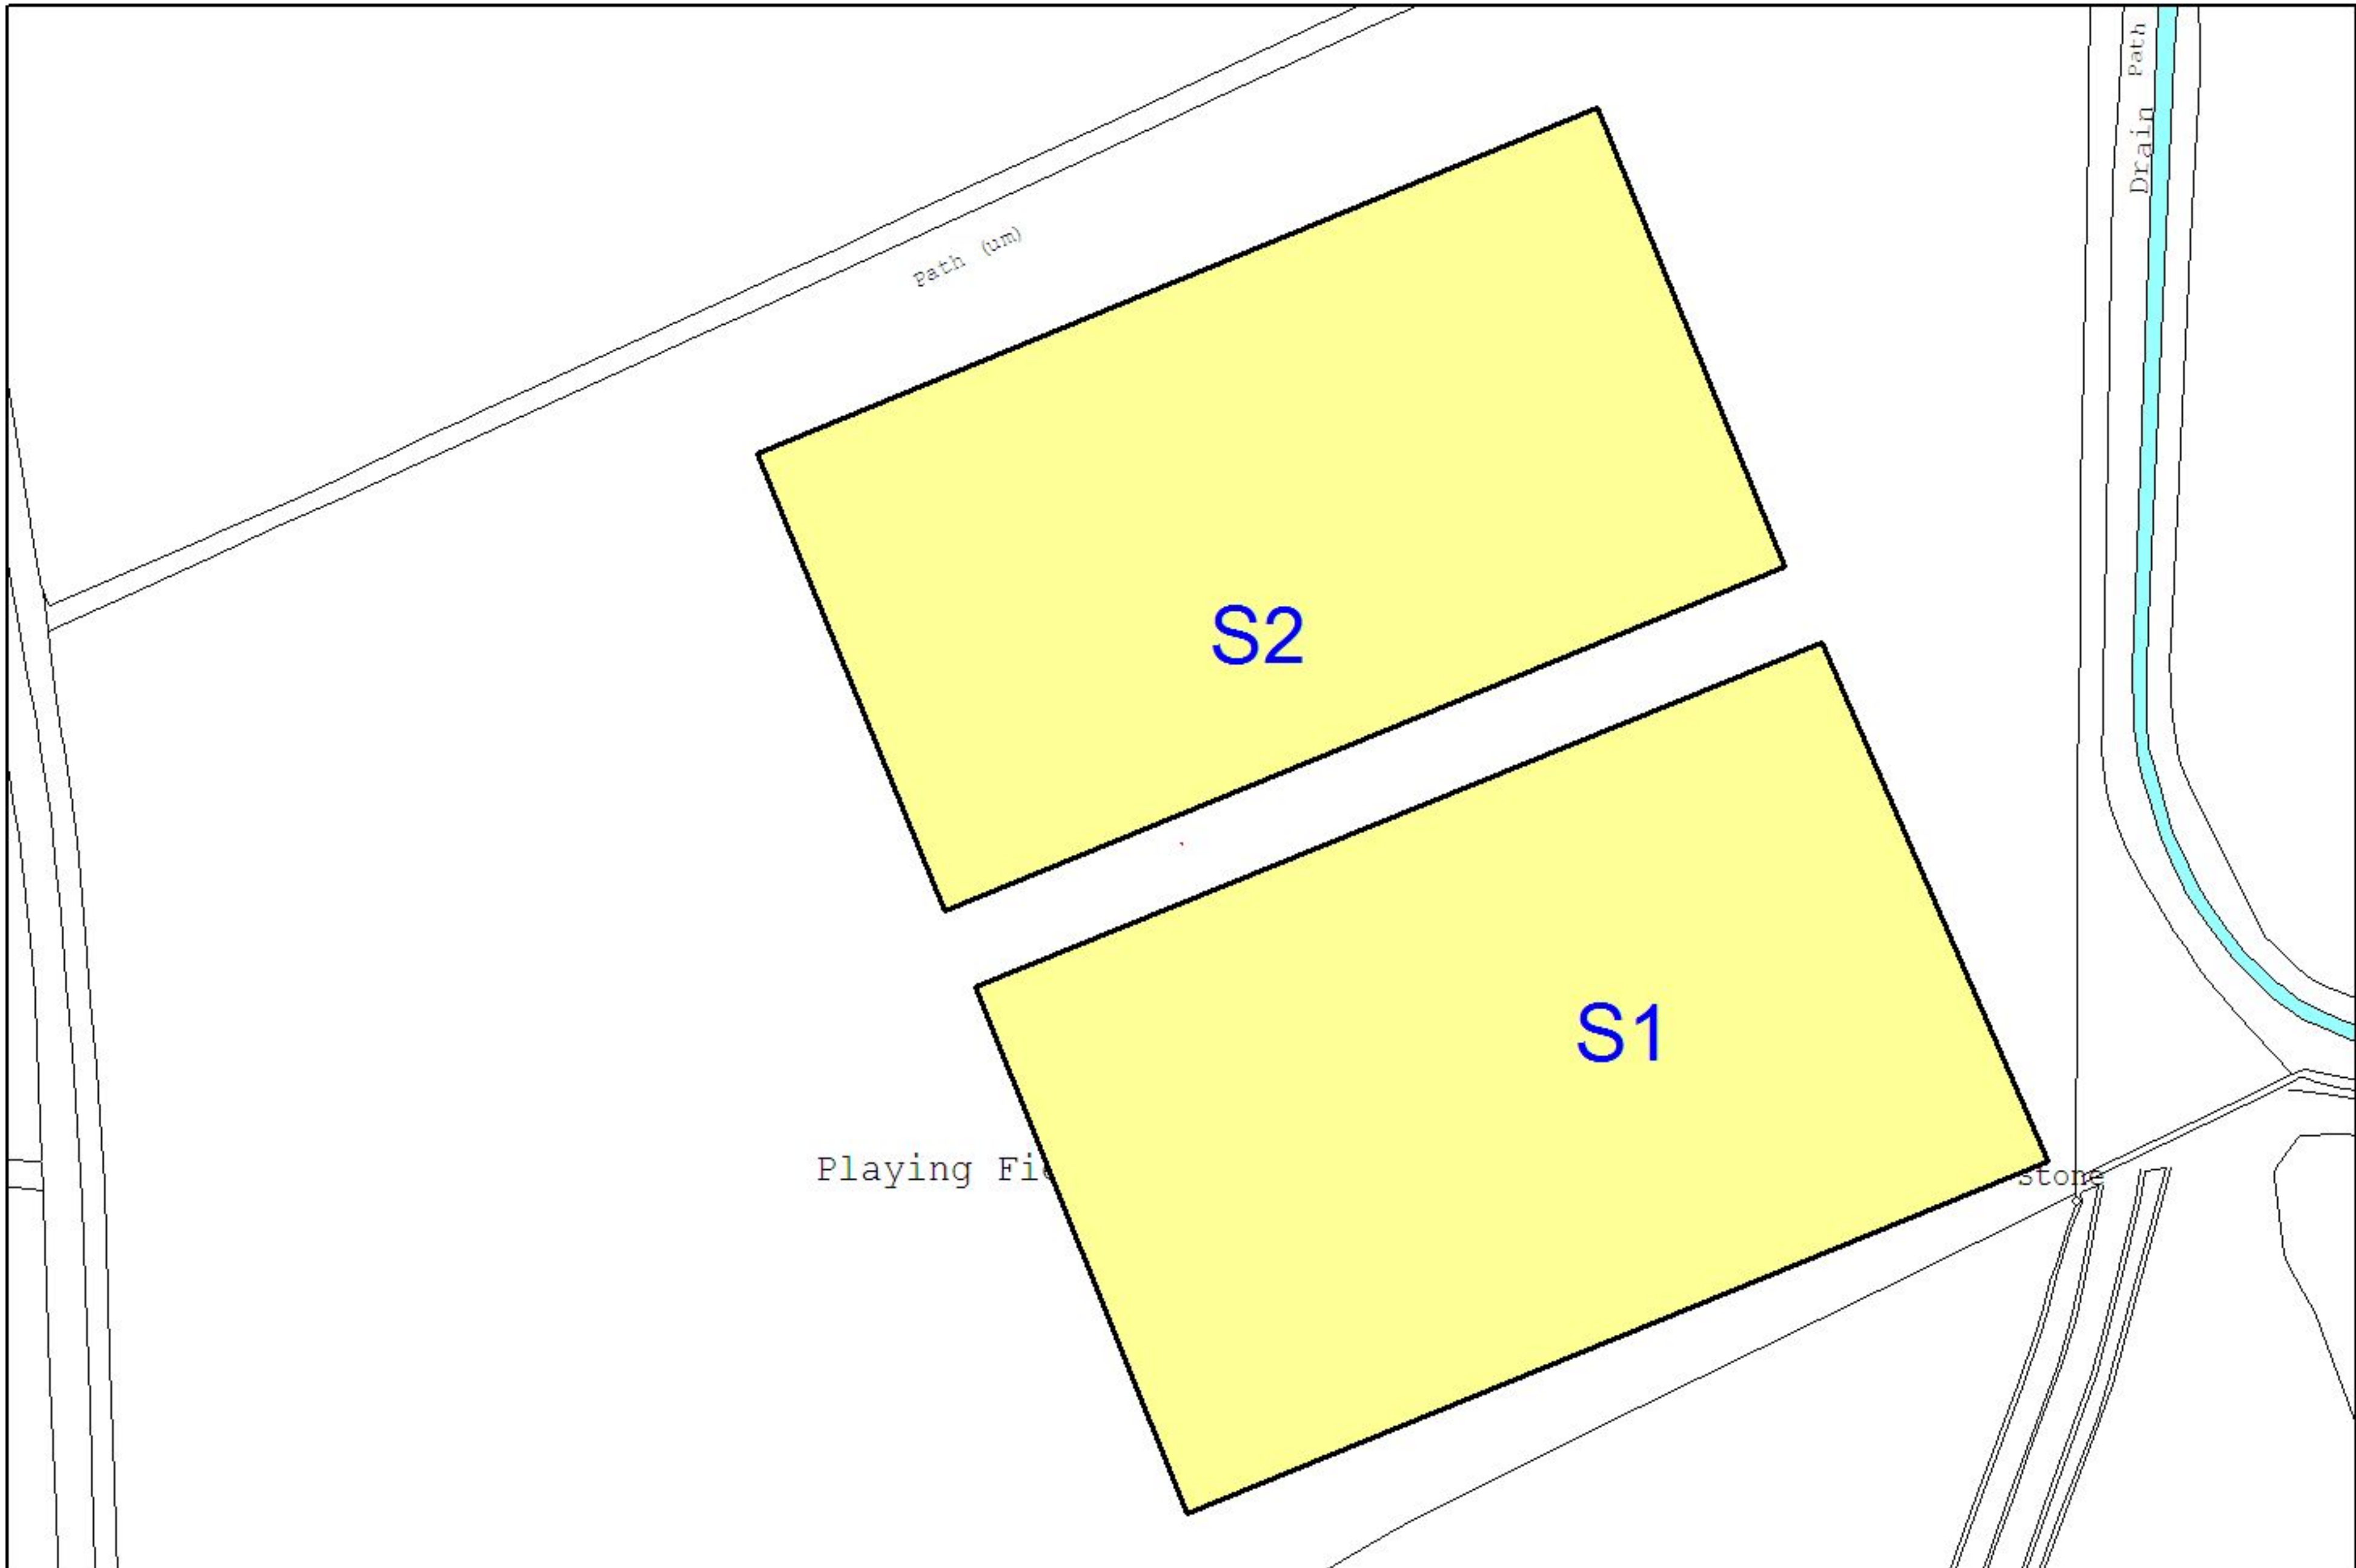 Drain Path
Path (um)
S2
S1
Playing Fie
stone